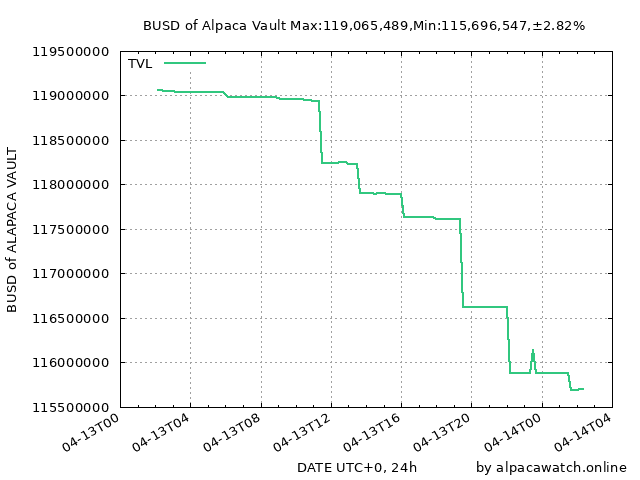 BUSD of Alpaca Vault Max:119,065,489,Min:115,696,547,±2.82%
TVL
119500000
119000000
118500000
118000000
117500000
117000000
116500000
116000000
115500000
BUSD of ALAPACA VAULT
04-13T00
04-13T04
04-13T08
04-13T12
04-13T16
04-13T20
04-14T00
04-14T04
DATE UTC+0, 24h
by alpacawatch.online